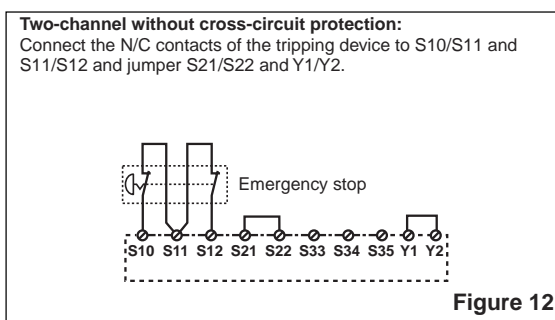 Two-channel without cross-circuit protection:
Connect the N/C contacts of the tripping device to S10/S11 and
S11/S12 and jumper S21/S22 and Y1/Y2.
Emergency stop
S10 S11 S12 S21 S22 S33 S34 S35 Y1 Y2
Figure 12